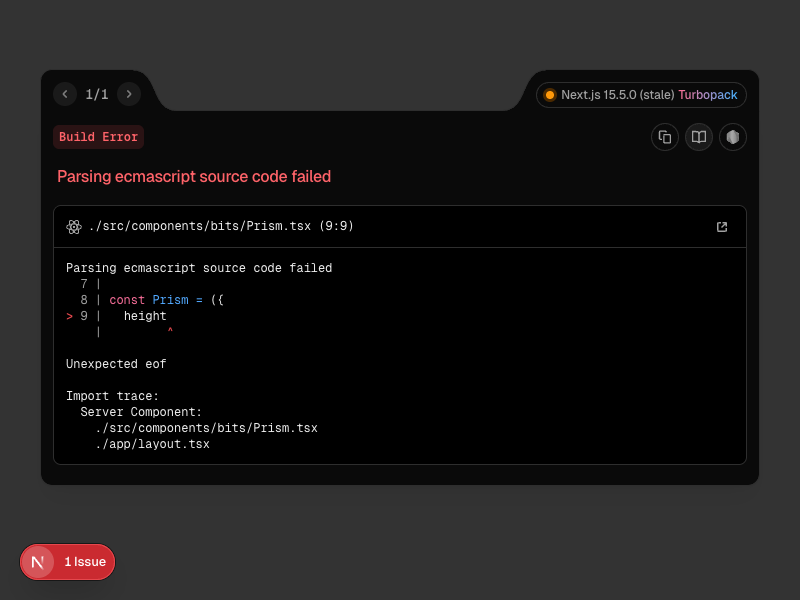 1/1
Next.js 15.5.0 (stale) Turbopack
Build Error
Parsing ecmascript source code failed
./src/components/bits/Prism.tsx (9:9)
Parsing ecmascript source code failed
  7 |
  8 | const Prism = ({
> 9 |   height
    |         ^
Unexpected eof
Import trace:
  Server Component:
    ./src/components/bits/Prism.tsx
    ./app/layout.tsx
N
1 Issue